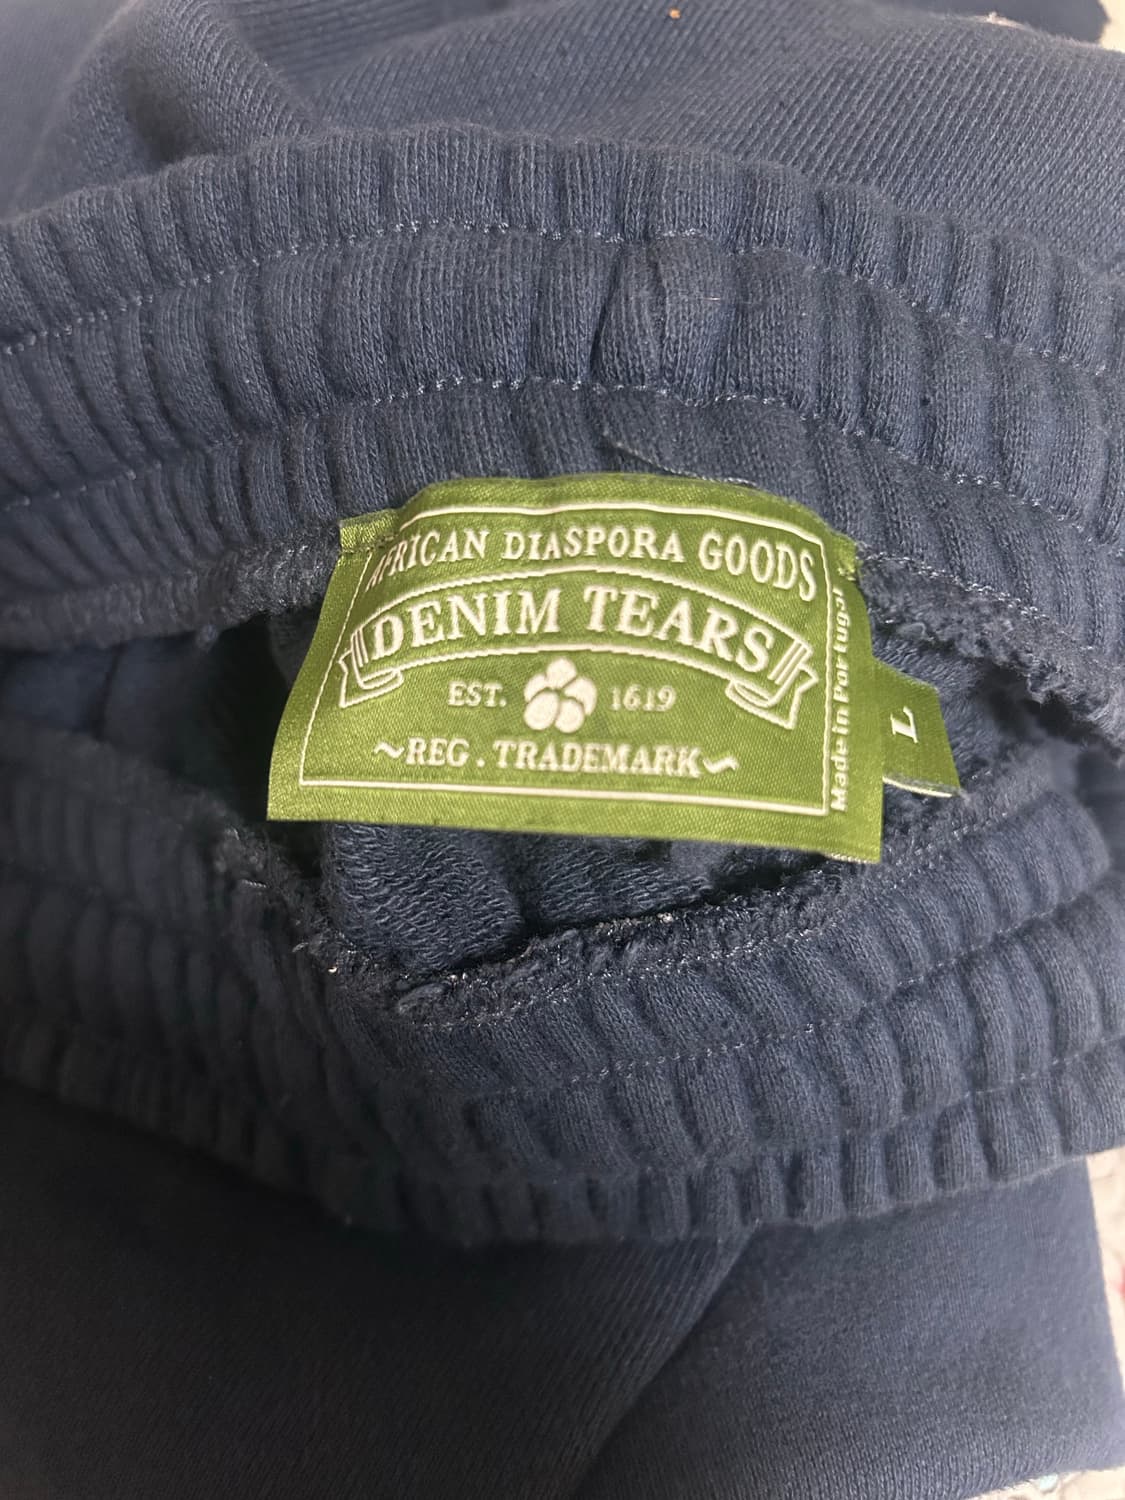 AFRICAN DIASPORA GOODS
DENIM TEARS
EST. 1619
~REG. TRADEMARK~
Made in Portugal
L